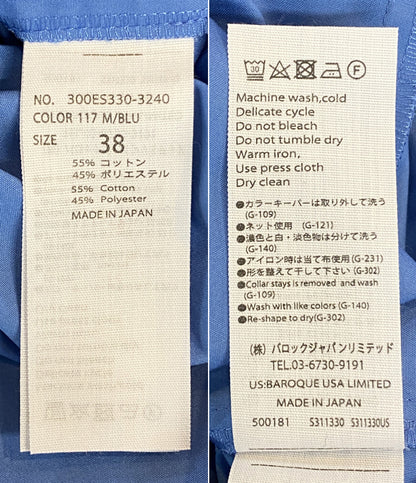 NO. 300ES330-3240
COLOR 117 M/BLU
SIZE 38
55% コットン
45% ポリエステル
55% Cotton
45% Polyester
MADE IN JAPAN
30
F
Machine wash,cold
Delicate cycle
Do not bleach
Do not tumble dry
Warm iron,
Use press cloth
Dry clean
●カラーキーパーは取り外して洗う
(G-109)
●ネット使用 (G-121)
●濃色と白・淡色物は分けて洗う
(G-140)
●アイロン時は当て布使用(G-231)
●形を整えて干して下さい(G-302)
●Collar stays is removed and wash
(G-109)
●Wash with like colors (G-140)
●Re-shape to dry(G-302)
(株) バロックジャパンリミテッド
TEL.03-6730-9191
US:BAROQUE USA LIMITED
MADE IN JAPAN
500181 S311330 S311330US